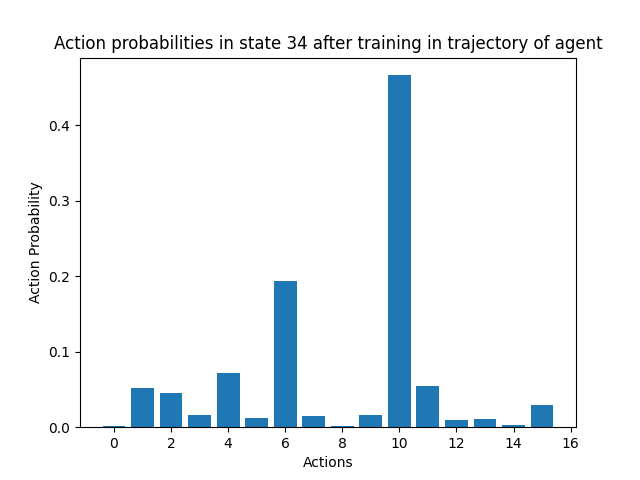 Action probabilities in state 34 after training in trajectory of agent
Action Probability
0.4
0.3
0.2
0.1
0.0
0 2 4 6 8 10 12 14 16
Actions